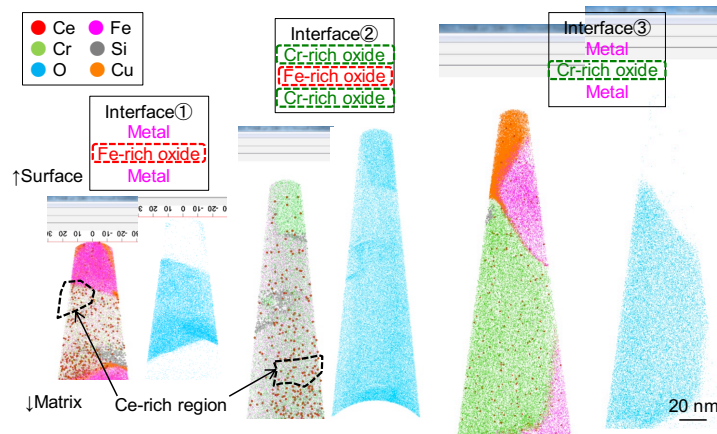 Ce Fe
Cr Si
O Cu
Interface①
Metal
Fe-rich oxide
Metal
Interface②
Cr-rich oxide
Fe-rich oxide
Cr-rich oxide
Interface③
Metal
Cr-rich oxide
Metal
↑Surface
↓Matrix
Ce-rich region
20 nm